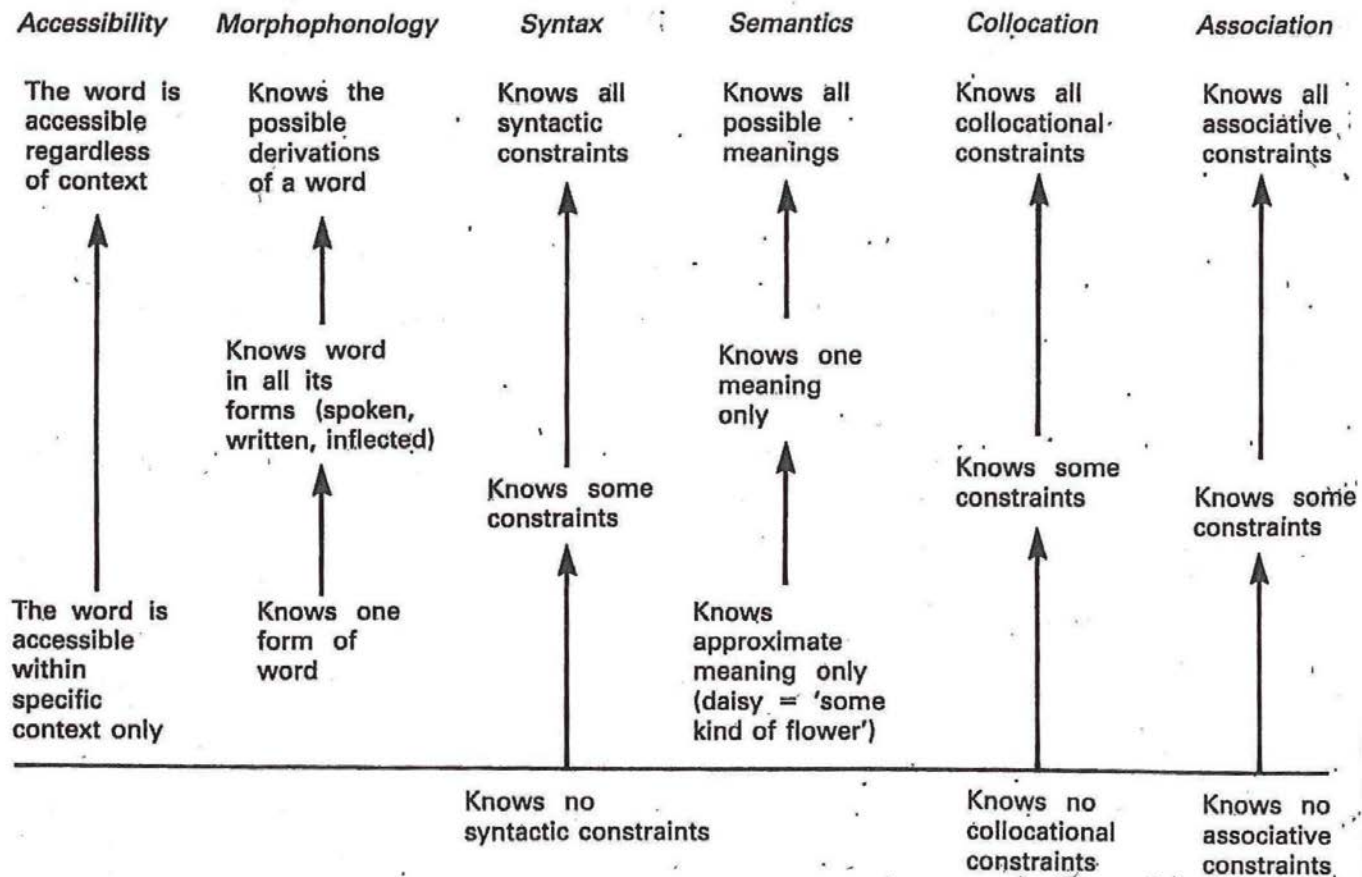 Accessibility Morphophonology Syntax Semantics Collocation Association
The word is
accessible
regardless
of context
Knows the
possible
derivations
of a word
Knows all
syntactic
constraints
Knows all
possible
meanings
Knows all
collocational
constraints
Knows all
associative
constraints
Knows word
in all its
forms (spoken,
written, inflected)
Knows one
meaning
only
Knows some
constraints
Knows some
constraints
Knows some
constraints
The word is
accessible
within
specific
context only
Knows one
form of
word
Knows
approximate
meaning only
(daisy = 'some
kind of flower')
Knows no
syntactic constraints
Knows no
collocational
constraints
Knows no
associative
constraints